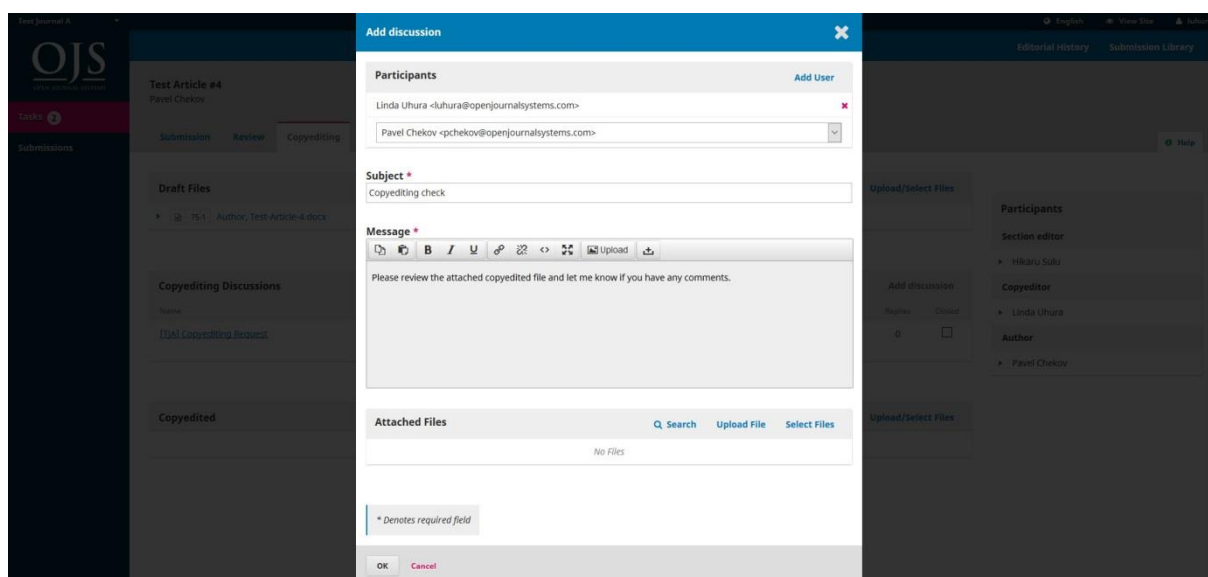 Test Journal A
English
View Site
OJS
OPEN JOURNAL SYSTEMS
Editorial History
Submission Library
Tasks 2
Submissions
Test Article #4
Pavel Chekov
Submission
Review
Copyediting
Help
Draft Files
Upload/Select Files
75-1 Author, Test-Article-4.docx
Copyediting Discussions
Add discussion
Name
Replies
Closed
[TJA] Copyediting Request
0
Copyedited
Upload/Select Files
Participants
Section editor
Hikaru Sulu
Copyeditor
Linda Uhura
Author
Pavel Chekov
Add discussion
Participants
Add User
Linda Uhura <luhura@openjournalsystems.com>
Pavel Chekov <pchekov@openjournalsystems.com>
Subject *
Copyediting check
Message *
B I U
Upload
Please review the attached copyedited file and let me know if you have any comments.
Attached Files
Search
Upload File
Select Files
No Files
* Denotes required field
OK
Cancel